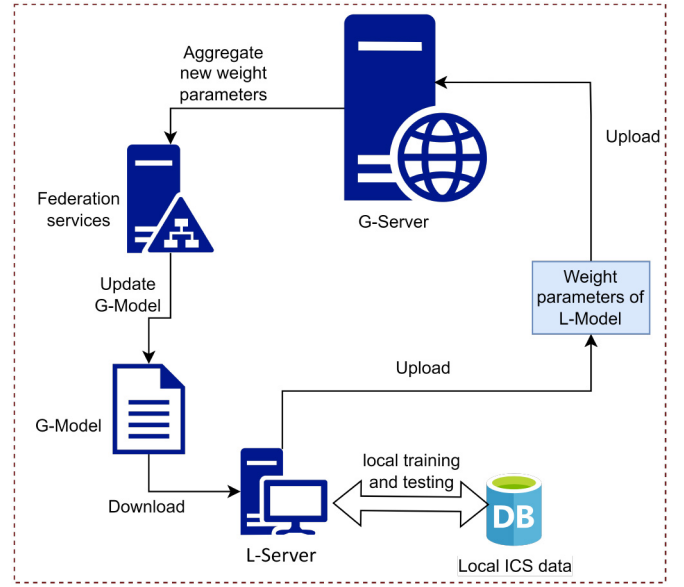 Aggregate
new weight
parameters
Upload
G-Server
Federation
services
Weight
parameters of
L-Model
Update
G-Model
Upload
G-Model
local training
and testing
Download
DB
L-Server
Local ICS data